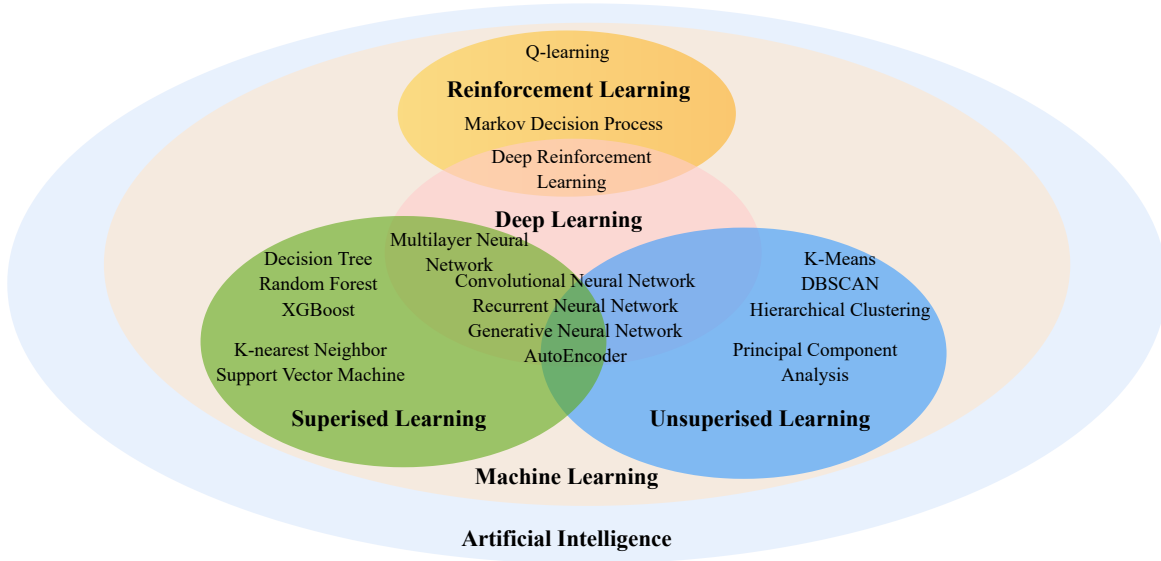 Q-learning
Reinforcement Learning
Markov Decision Process
Deep Reinforcement
Learning
Deep Learning
Multilayer Neural
Network
Decision Tree
Random Forest
XGBoost
K-nearest Neighbor
Support Vector Machine
Superised Learning
Convolutional Neural Network
Recurrent Neural Network
Generative Neural Network
AutoEncoder
K-Means
DBSCAN
Hierarchical Clustering
Principal Component
Analysis
Unsuperised Learning
Machine Learning
Artificial Intelligence